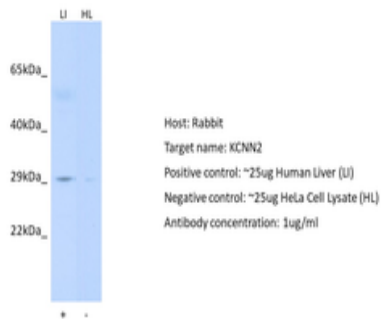 LI HL
65kDa_
40kDa_
29kDa_
22kDa_
+ -
Host: Rabbit
Target name: KCNN2
Positive control: ~25ug Human Liver (LI)
Negative control: ~25ug HeLa Cell Lysate (HL)
Antibody concentration: 1ug/ml